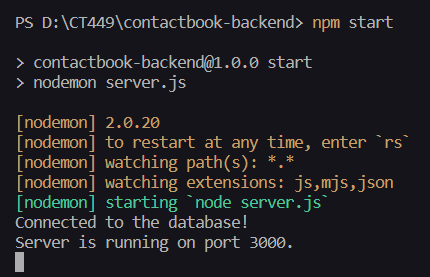 PS D:\CT449\contactbook-backend> npm start
> contactbook-backend@1.0.0 start
> nodemon server.js
[nodemon] 2.0.20
[nodemon] to restart at any time, enter `rs`
[nodemon] watching path(s): *.*
[nodemon] watching extensions: js,mjs,json
[nodemon] starting `node server.js`
Connected to the database!
Server is running on port 3000.